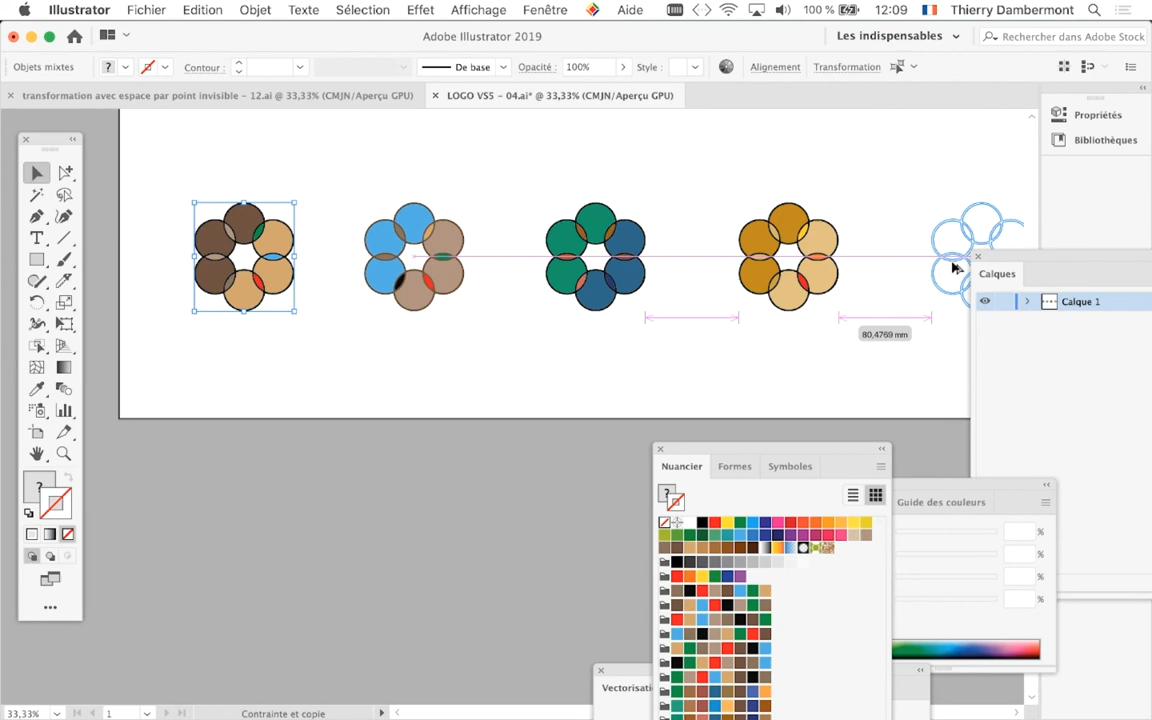 Illustrator Fichier Edition Objet Texte Sélection Effet Affichage Fenêtre Aide 100 % 12:09 Thierry Dambermont
Adobe Illustrator 2019 Les indispensables Rechercher dans Adobe Stock
Objets mixtes ? Contour : De base Opacité : 100% Style : Alignement Transformation
transformation avec espace par point invisible - 12.ai @ 33,33% (CMJN/Aperçu GPU) LOGO VS5 - 04.ai* @ 33,33% (CMJN/Aperçu GPU)
Propriétés
Bibliothèques
Calques
Calque 1
80,4769 mm
Nuancier Formes Symboles
?
?
Guide des couleurs
%
%
%
%
Vectorisati
33,33% 1 Contrainte et copie